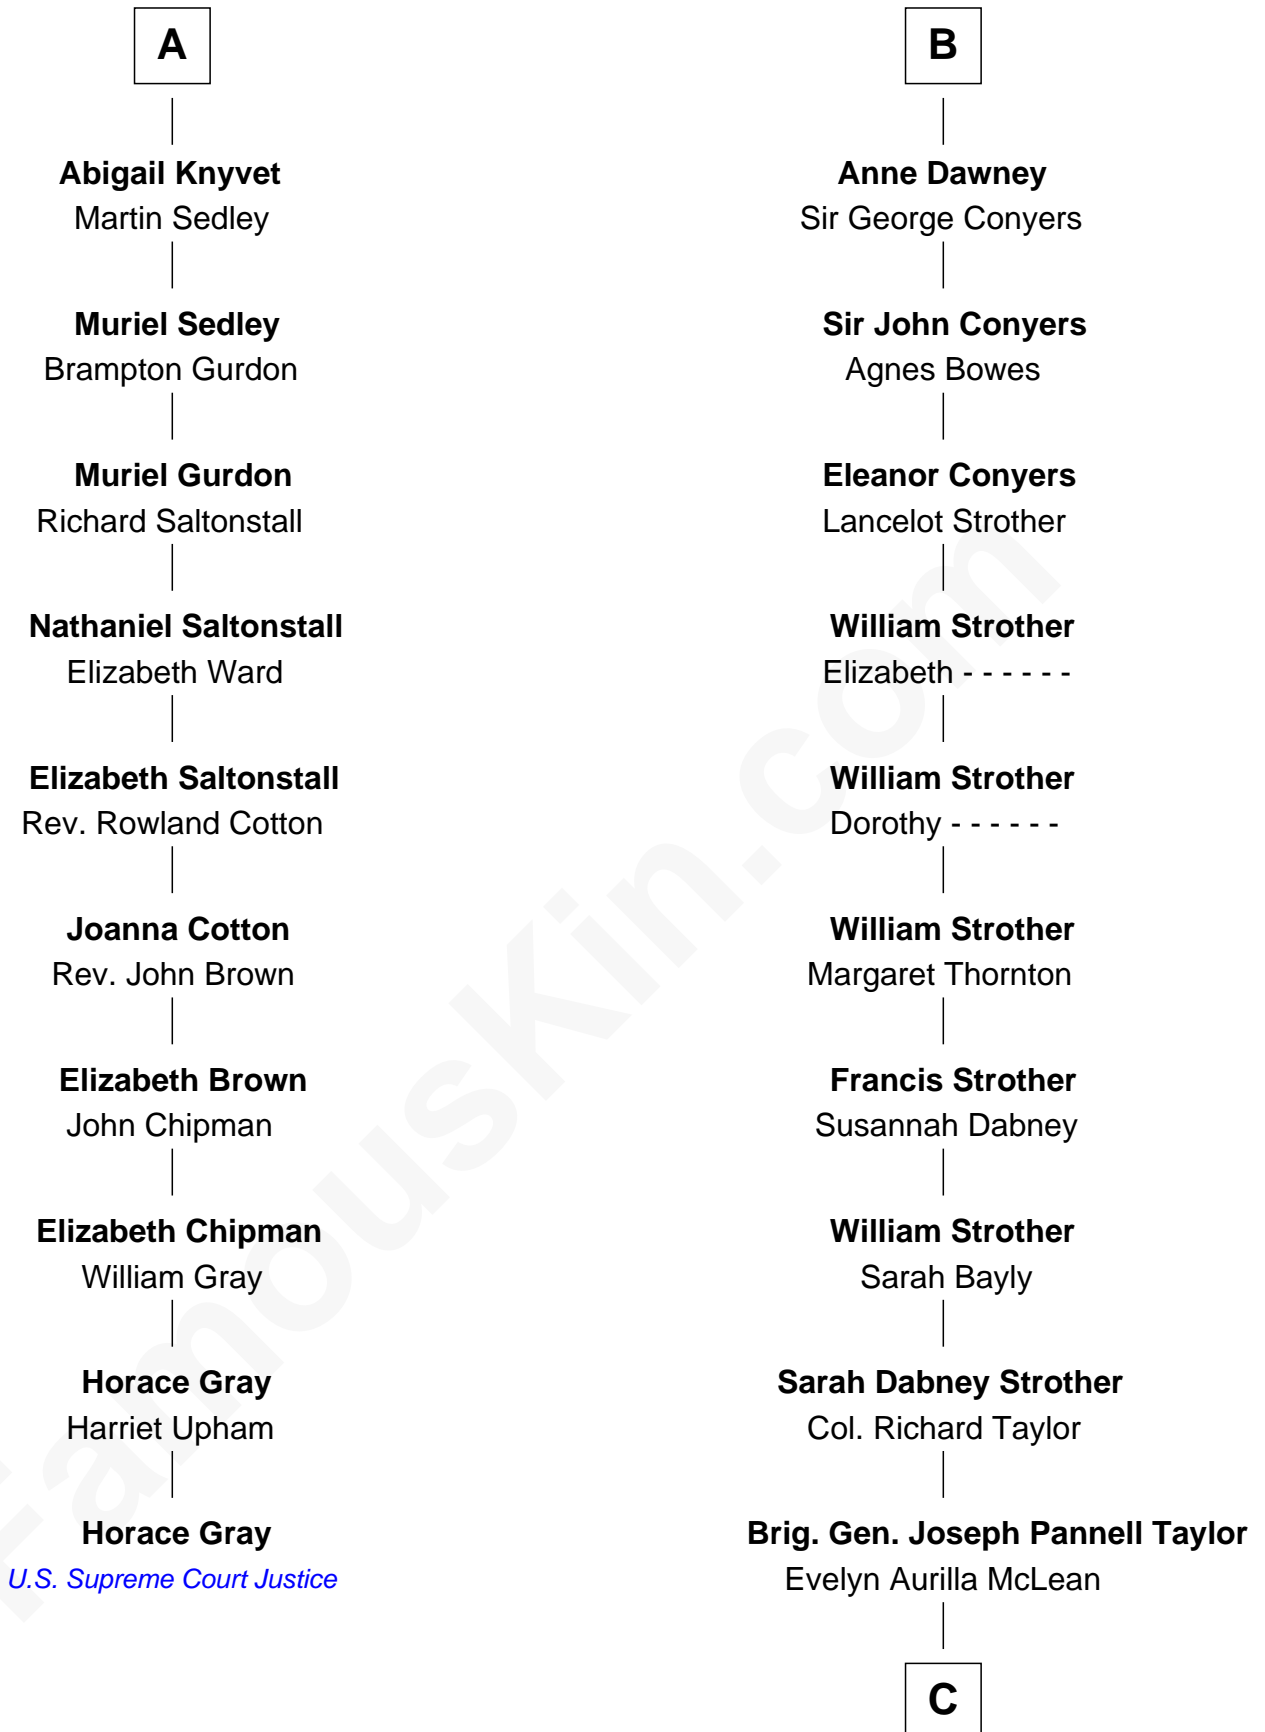 A
Abigail Knyvet
Martin Sedley
Muriel Sedley
Brampton Gurdon
Muriel Gurdon
Richard Saltonstall
Nathaniel Saltonstall
Elizabeth Ward
Elizabeth Saltonstall
Rev. Rowland Cotton
Joanna Cotton
Rev. John Brown
Elizabeth Brown
John Chipman
Elizabeth Chipman
William Gray
Horace Gray
Harriet Upham
Horace Gray
U.S. Supreme Court Justice
B
Anne Dawney
Sir George Conyers
Sir John Conyers
Agnes Bowes
Eleanor Conyers
Lancelot Strother
William Strother
Elizabeth - - - - - -
William Strother
Dorothy - - - - - -
William Strother
Margaret Thornton
Francis Strother
Susannah Dabney
William Strother
Sarah Bayly
Sarah Dabney Strother
Col. Richard Taylor
Brig. Gen. Joseph Pannell Taylor
Evelyn Aurilla McLean
C
FamousKin.com